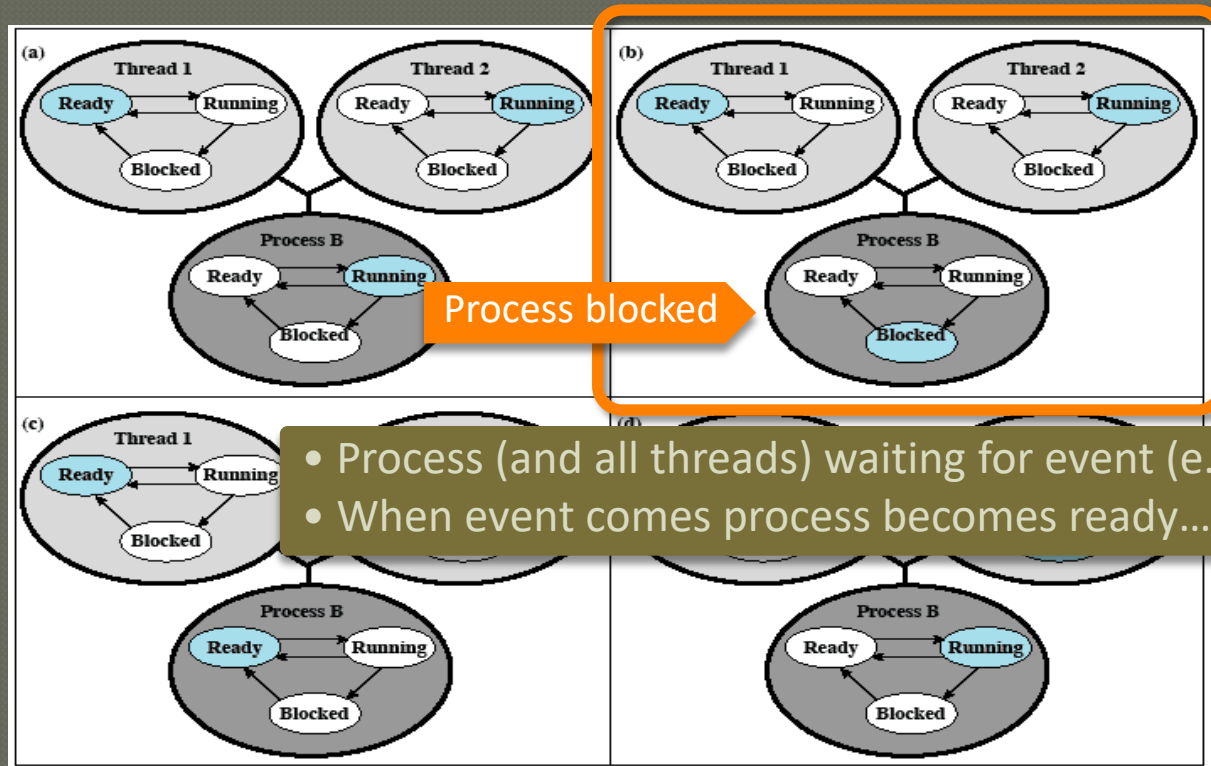 (a)
Thread 1
Ready
Running
Blocked
Thread 2
Ready
Running
Blocked
Process B
Ready
Running
Blocked
(b)
Thread 1
Ready
Running
Blocked
Thread 2
Ready
Running
Blocked
Process B
Ready
Running
Blocked
Process blocked
(c)
Thread 1
Ready
Running
Blocked
Process B
Ready
Running
Blocked
(d)
Process B
Ready
Running
Blocked
• Process (and all threads) waiting for event (e.
• When event comes process becomes ready...